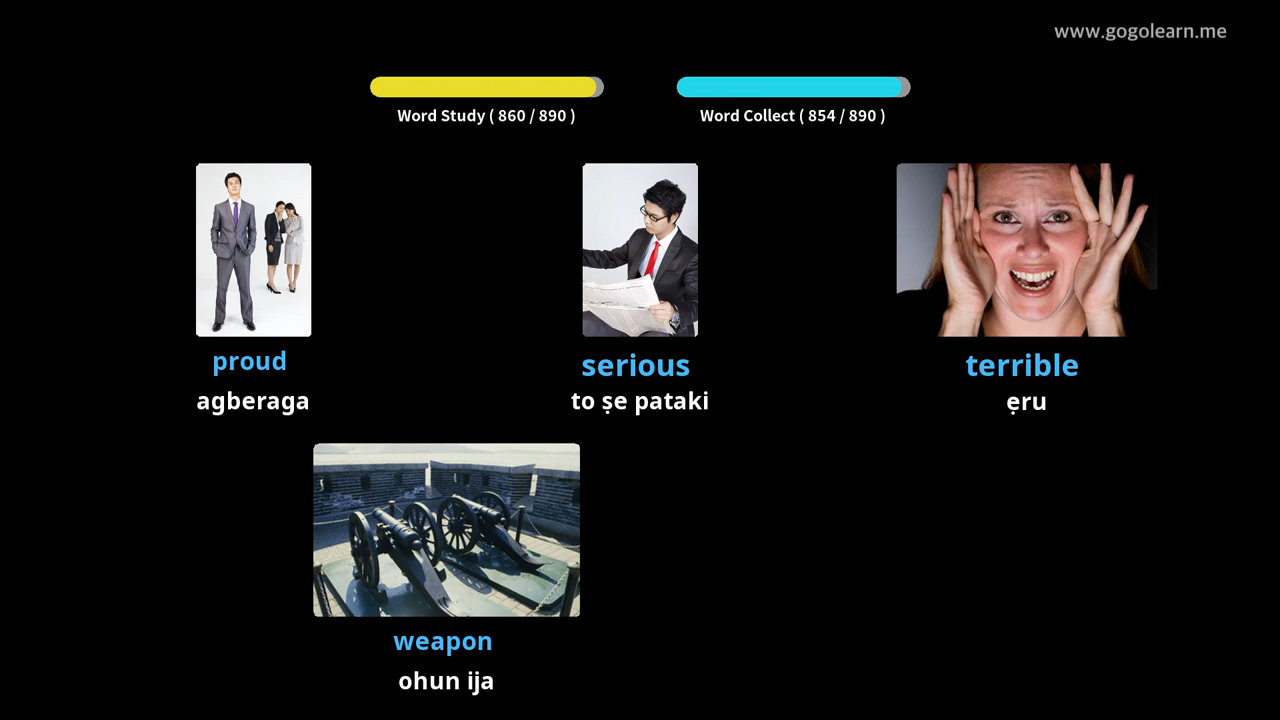 www.gogolearn.me
Word Study ( 860 / 890 )
Word Collect ( 854 / 890 )
proud
agberaga
serious
to ṣe pataki
terrible
ẹru
weapon
ohun ija